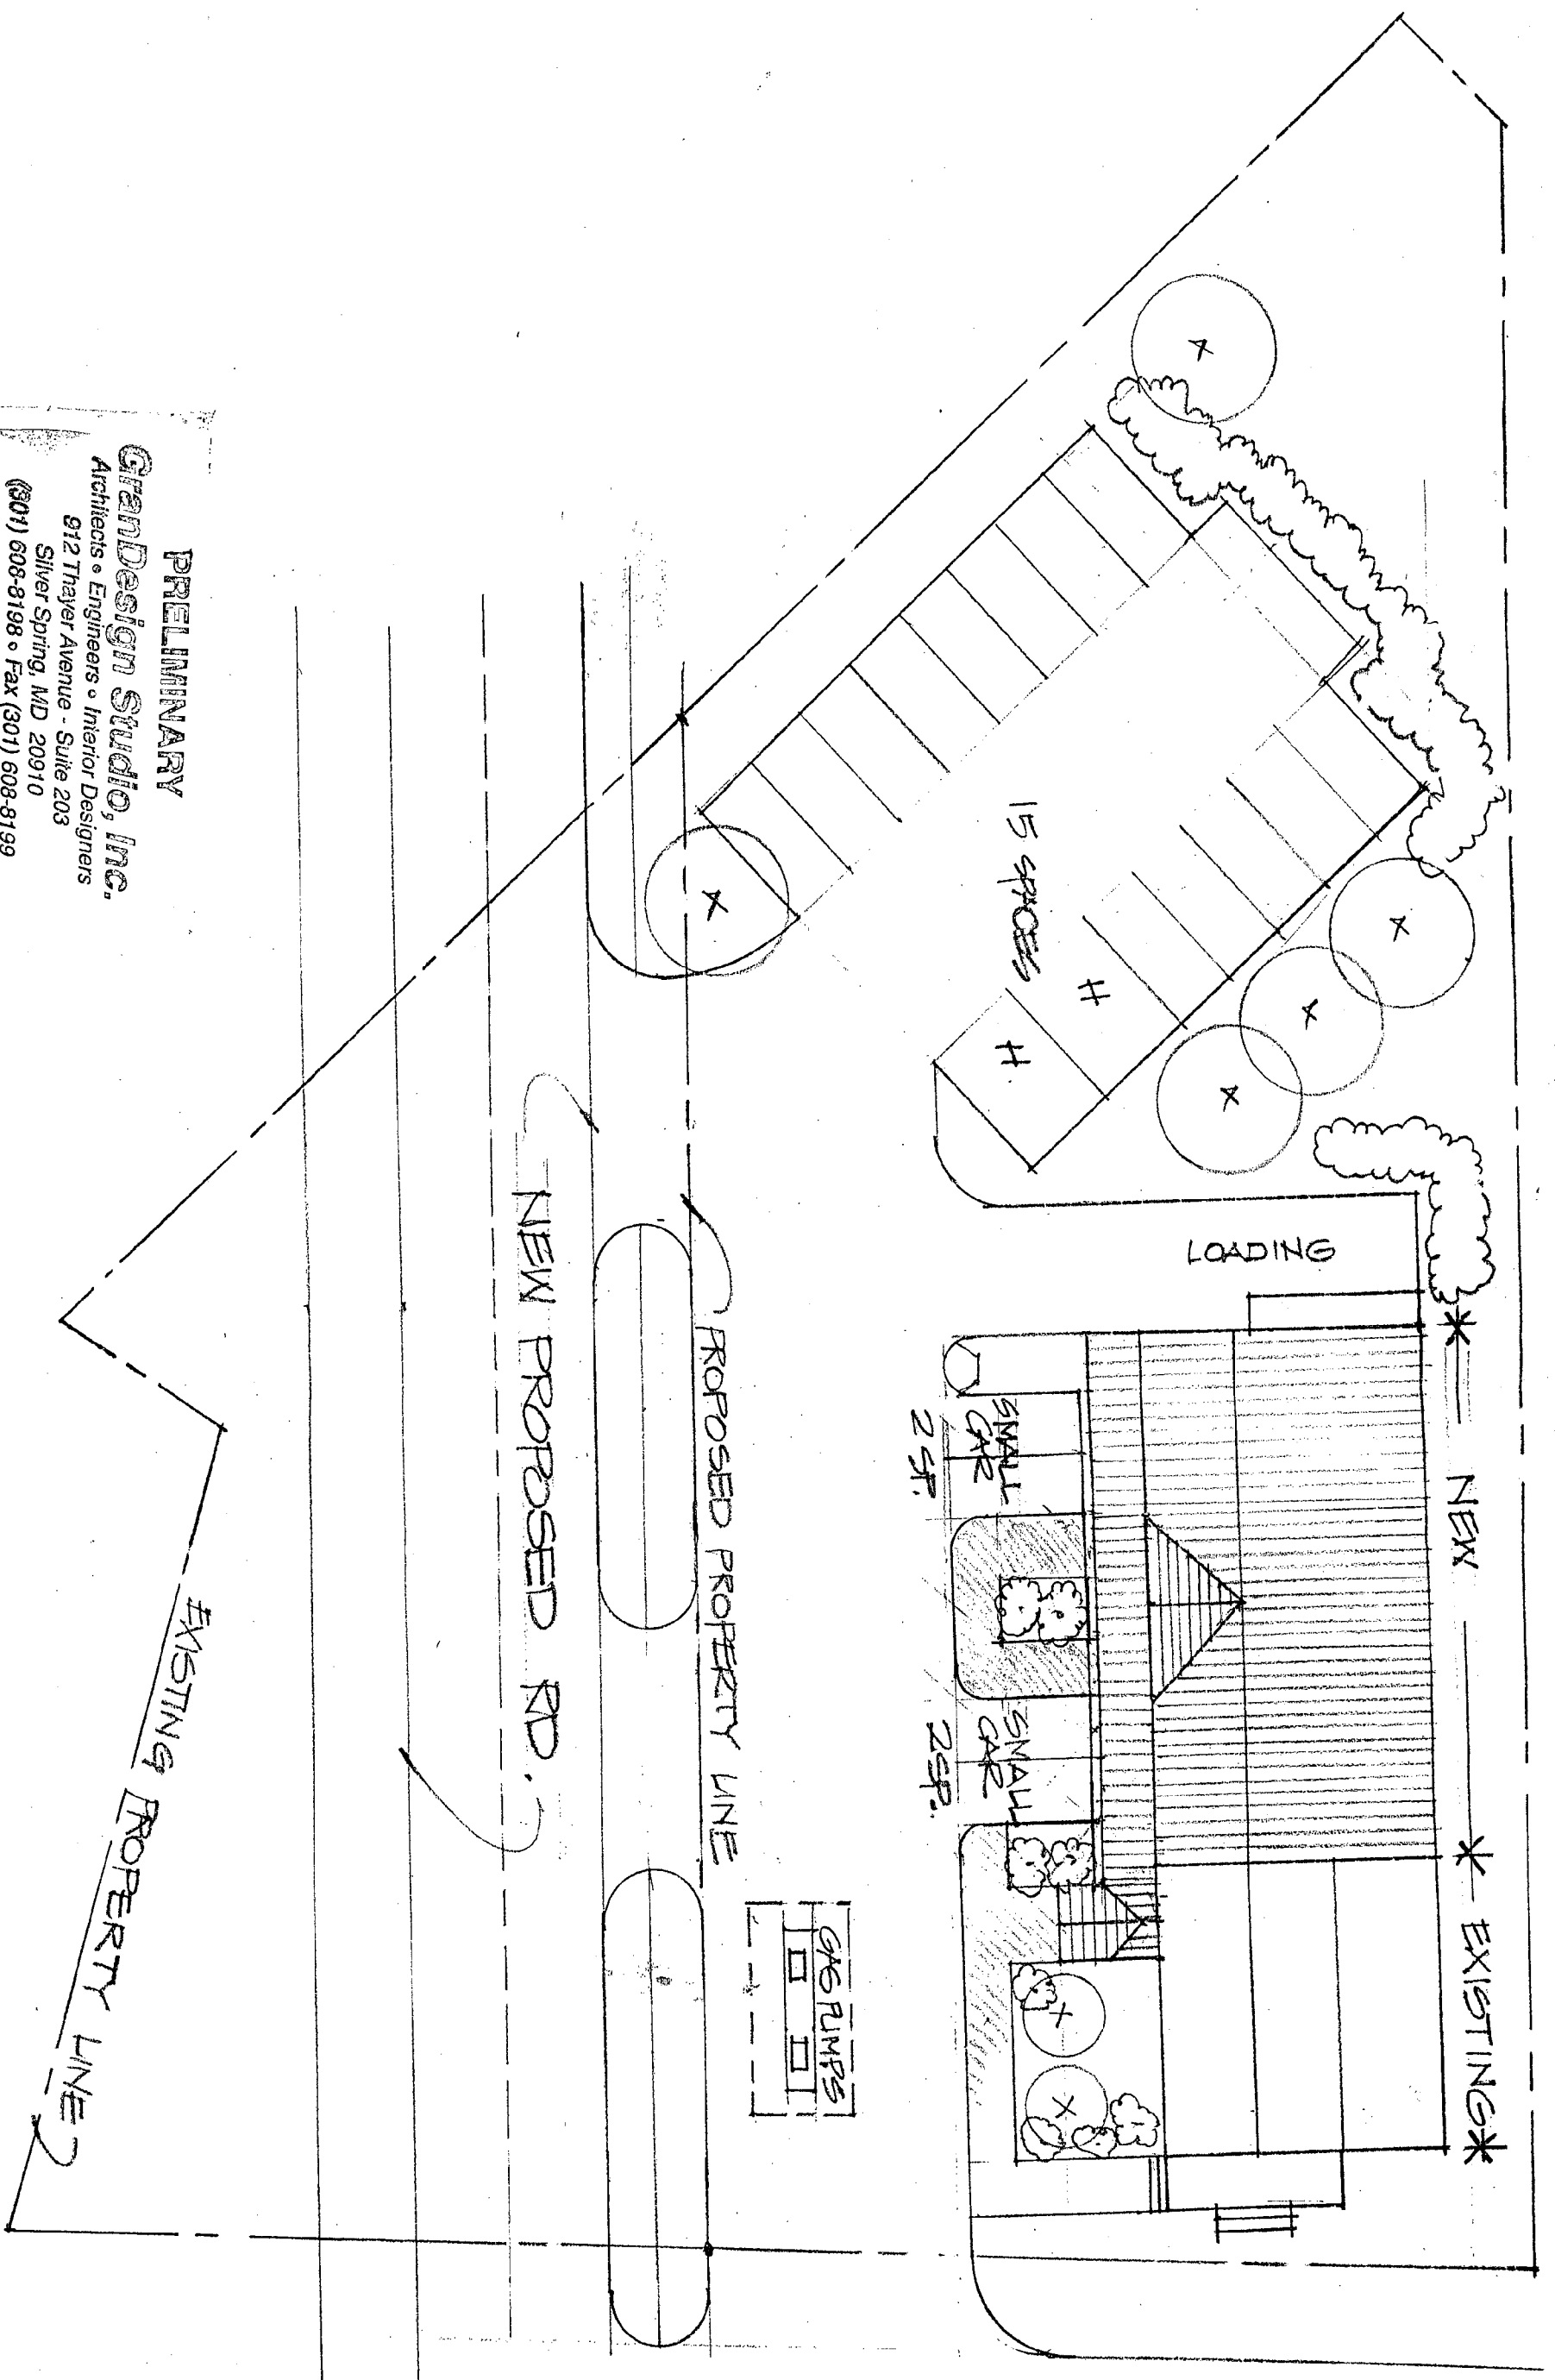 NEW
EXISTING
LOADING
15 SPACES
H
H
SMALL
CAR
2 SP.
SMALL
CAR
2 SP.
GAS PUMPS
PROPOSED PROPERTY LINE
NEW PROPOSED RD.
EXISTING PROPERTY LINE
PRELIMINARY
GranDesign Studio, Inc.
Architects • Engineers • Interior Designers
912 Thayer Avenue - Suite 203
Silver Spring, MD 20910
(301) 608-8198 • Fax (301) 608-8199